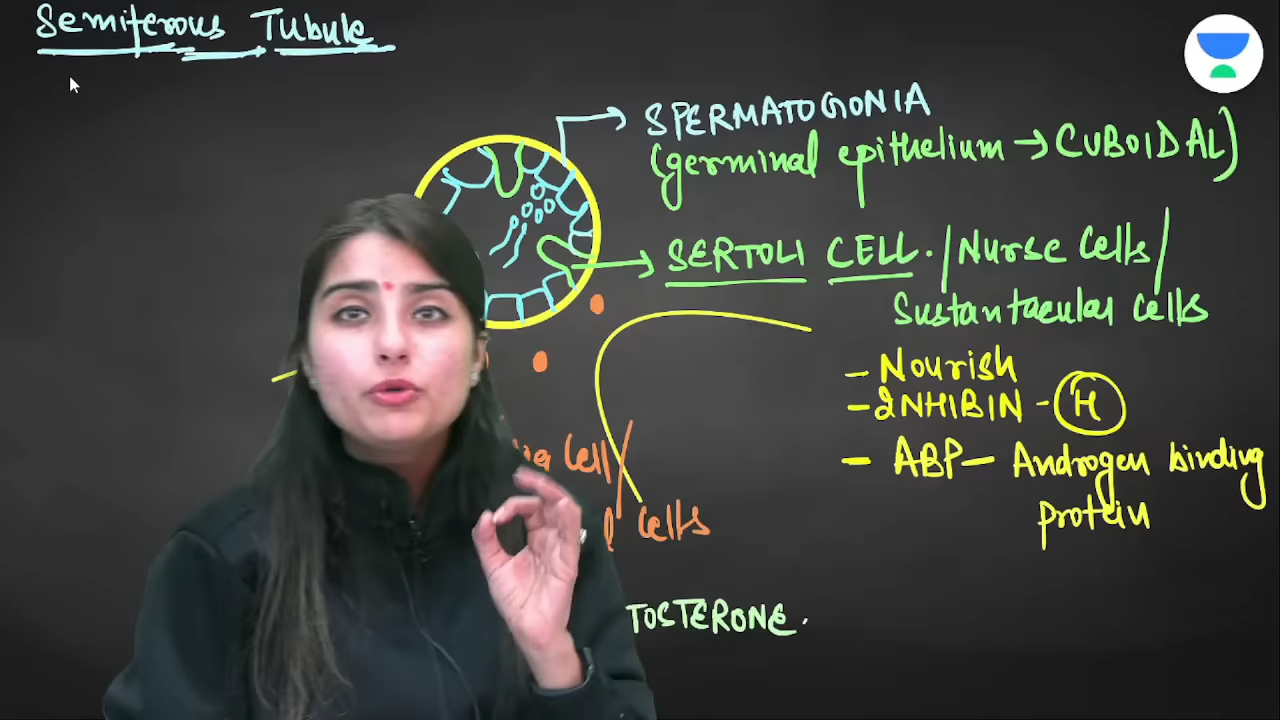 Semiferous Tubule
SPERMATOGONIA
(germinal epithelium → CUBOIDAL)
SERTOLI CELL. / Nurse Cells /
Sustantacular Cells
- Nourish
- INHIBIN - H
- ABP - Androgen binding
protein
Cell /
Cells
TOSTERONE.